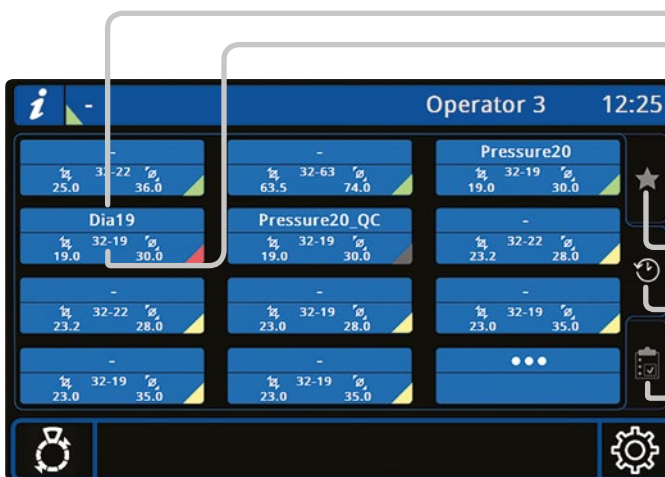 i - Operator 3 12:25
- - Pressure20
32-22 32-63 32-19
25.0 36.0 63.5 74.0 19.0 30.0
Dia19 Pressure20_QC -
32-19 32-19 32-22
19.0 30.0 19.0 30.0 23.2 28.0
- - -
32-22 32-19 32-19
23.2 28.0 23.0 28.0 23.0 35.0
- - •••
32-19 32-19
23.0 35.0 23.0 35.0